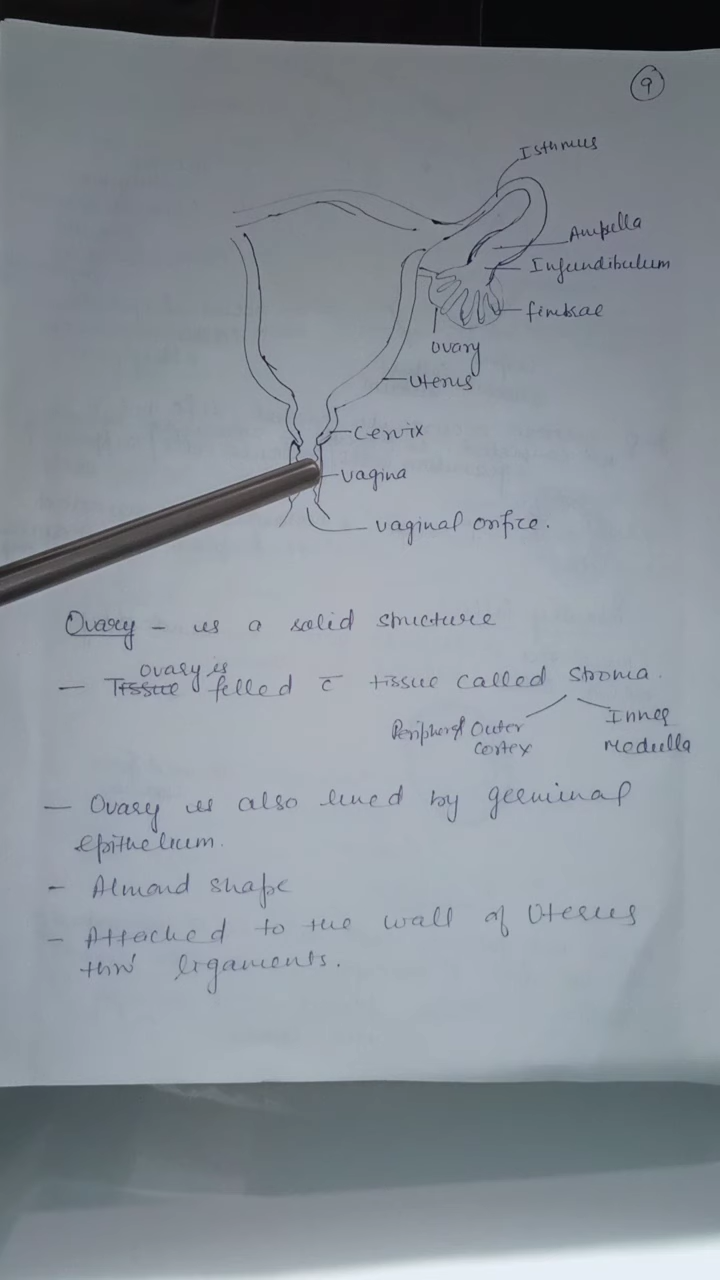 9
Isthmus
Ampulla
Infundibulum
fimbrae
ovary
Uterus
Cervix
vagina
vaginal orifice.
Ovary - is a solid structure
ovary is
- Tissue filled c̄ tissue called stroma.
Peripheral Outer Inner
cortex medulla
- Ovary is also lined by germinal
epithelium.
- Almond shape
- Attached to the wall of Uterus
thro' ligaments.